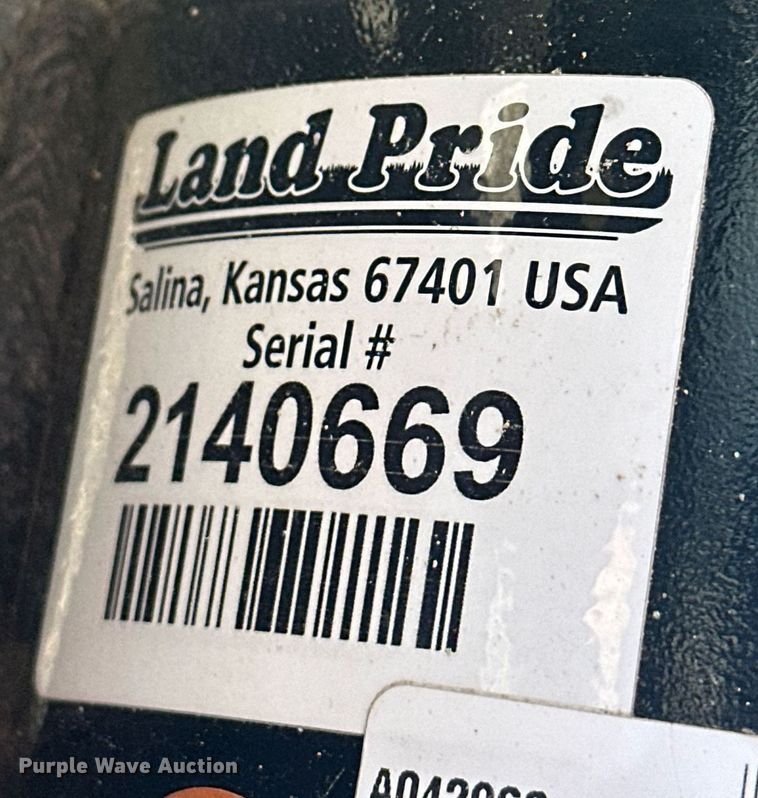 Land Pride
Salina, Kansas 67401 USA
Serial #
2140669
Purple Wave Auction